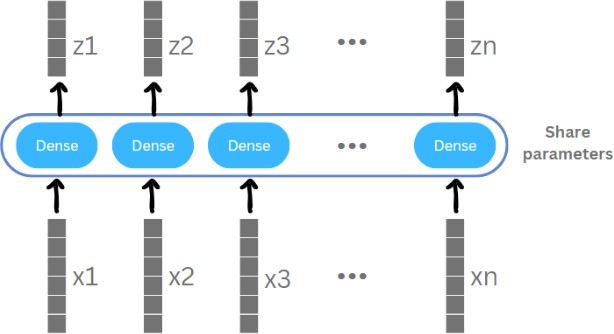 z1 z2 z3 ••• zn
Dense Dense Dense ••• Dense
Share
parameters
x1 x2 x3 ••• xn